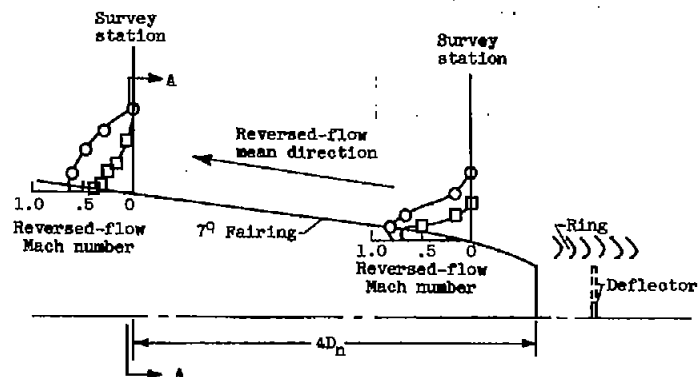 Survey
station
A
Survey
station
Reversed-flow
mean direction
1.0 .5 0
Reversed-flow
Mach number
7° Fairing
1.0 .5 0
Reversed-flow
Mach number
Ring
Deflector
4Dn
A